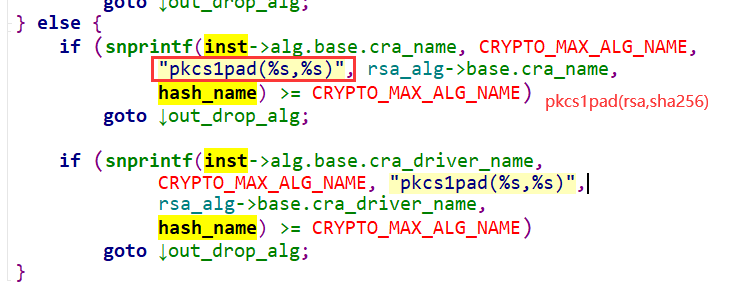 goto ↓out_drop_alg;
} else {
if (snprintf(inst->alg.base.cra_name, CRYPTO_MAX_ALG_NAME,
"pkcs1pad(%s,%s)", rsa_alg->base.cra_name,
hash_name) >= CRYPTO_MAX_ALG_NAME) pkcs1pad(rsa,sha256)
goto ↓out_drop_alg;
if (snprintf(inst->alg.base.cra_driver_name,
CRYPTO_MAX_ALG_NAME, "pkcs1pad(%s,%s)",
rsa_alg->base.cra_driver_name,
hash_name) >= CRYPTO_MAX_ALG_NAME)
goto ↓out_drop_alg;
}